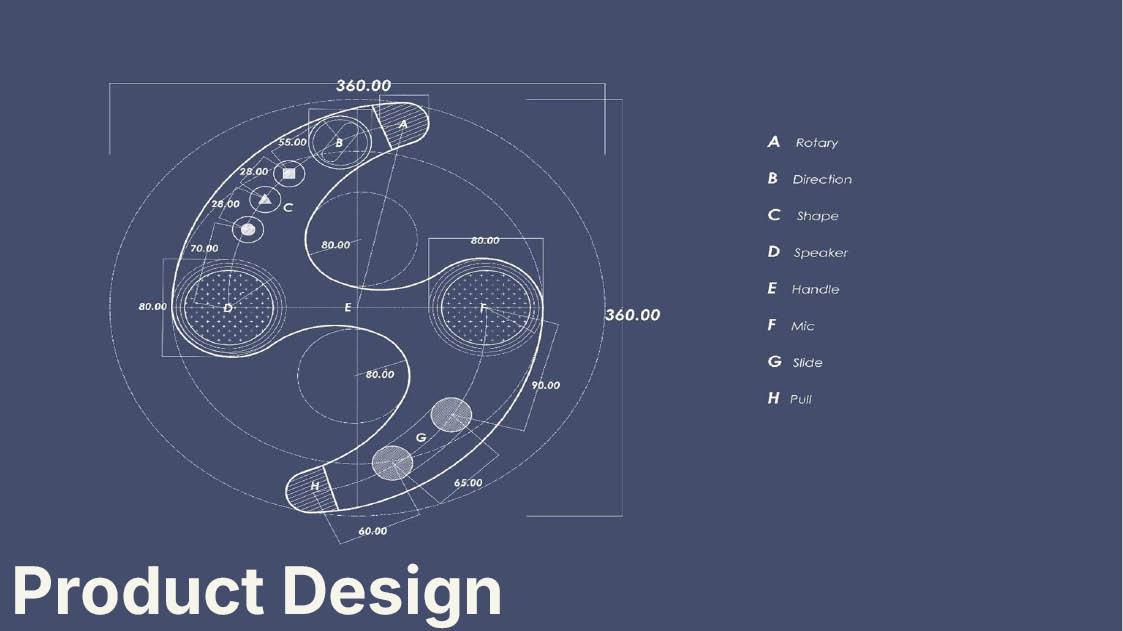 360.00
A
B
55.00
28.00
28.00
C
70.00
80.00
80.00
80.00
D
E
F
360.00
80.00
90.00
G
65.00
H
60.00
A Rotary
B Direction
C Shape
D Speaker
E Handle
F Mic
G Slide
H Pull
Product Design